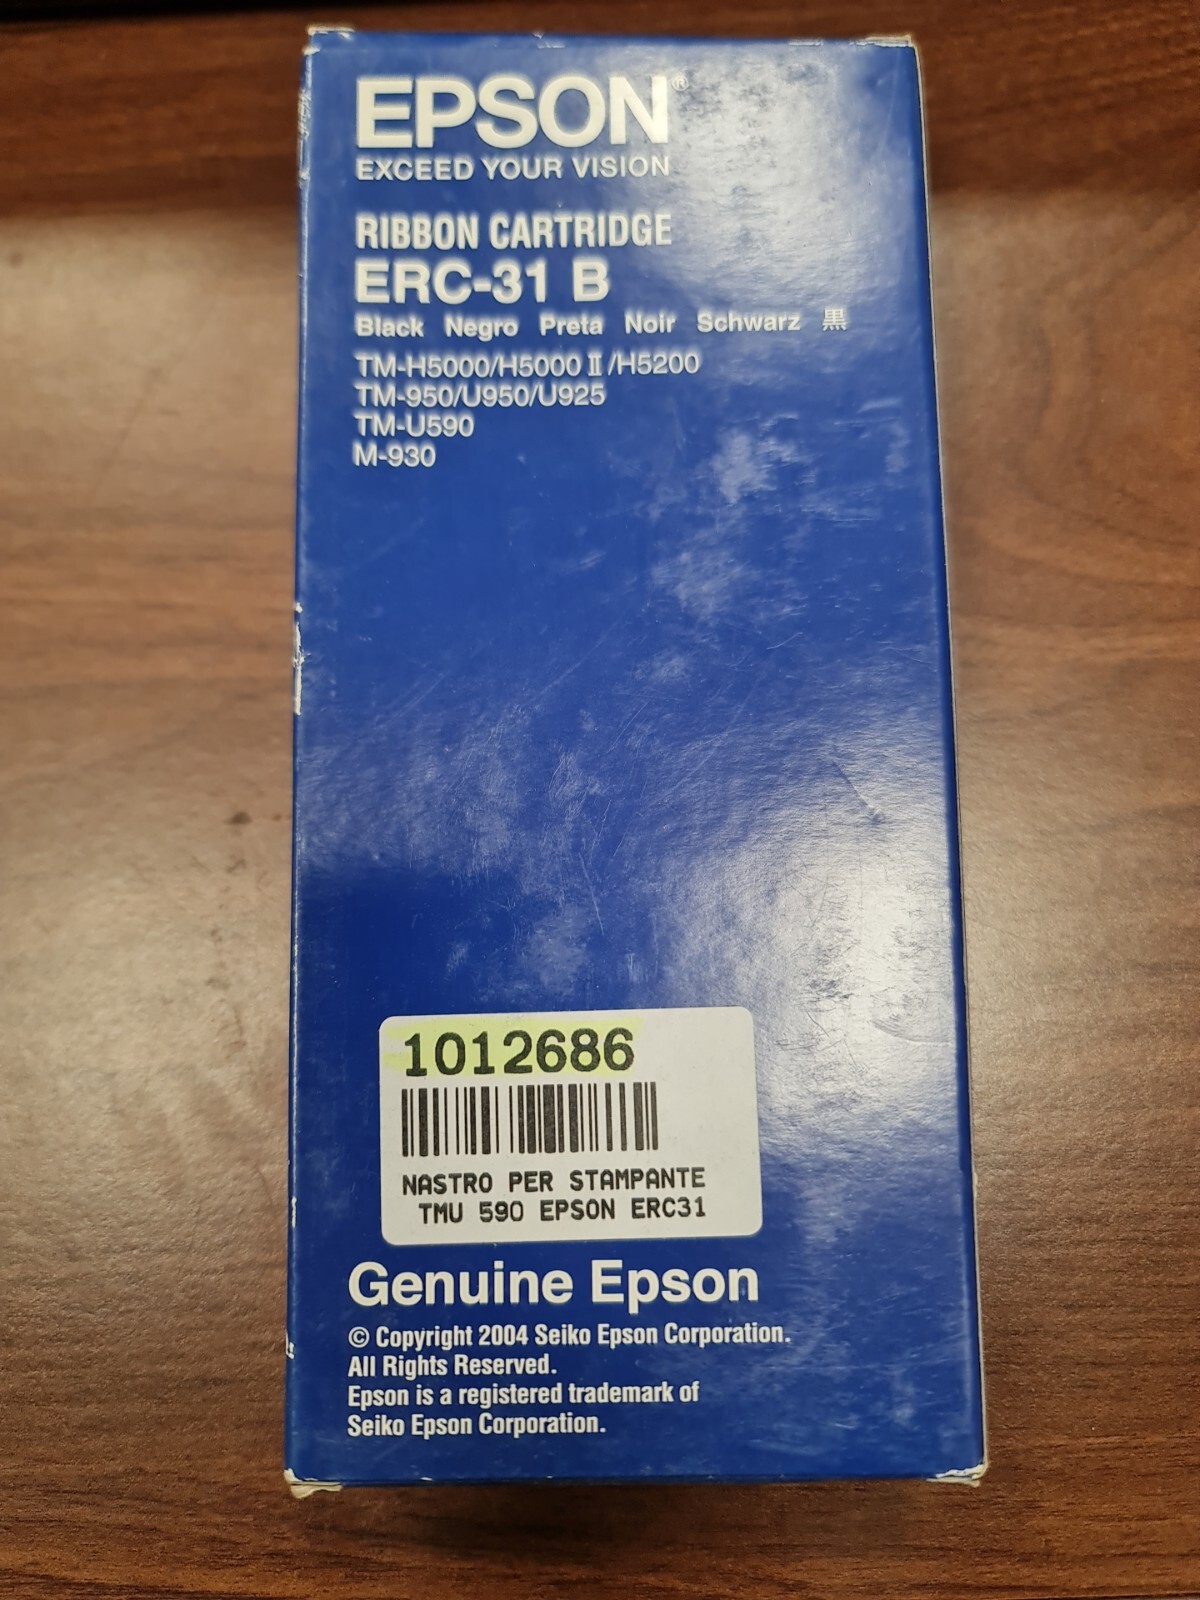 EPSON®
EXCEED YOUR VISION
RIBBON CARTRIDGE
ERC-31 B
Black Negro Preta Noir Schwarz 黒
TM-H5000/H5000Ⅱ/H5200
TM-950/U950/U925
TM-U590
M-930
1012686
NASTRO PER STAMPANTE
TMU 590 EPSON ERC31
Genuine Epson
© Copyright 2004 Seiko Epson Corporation.
All Rights Reserved.
Epson is a registered trademark of
Seiko Epson Corporation.